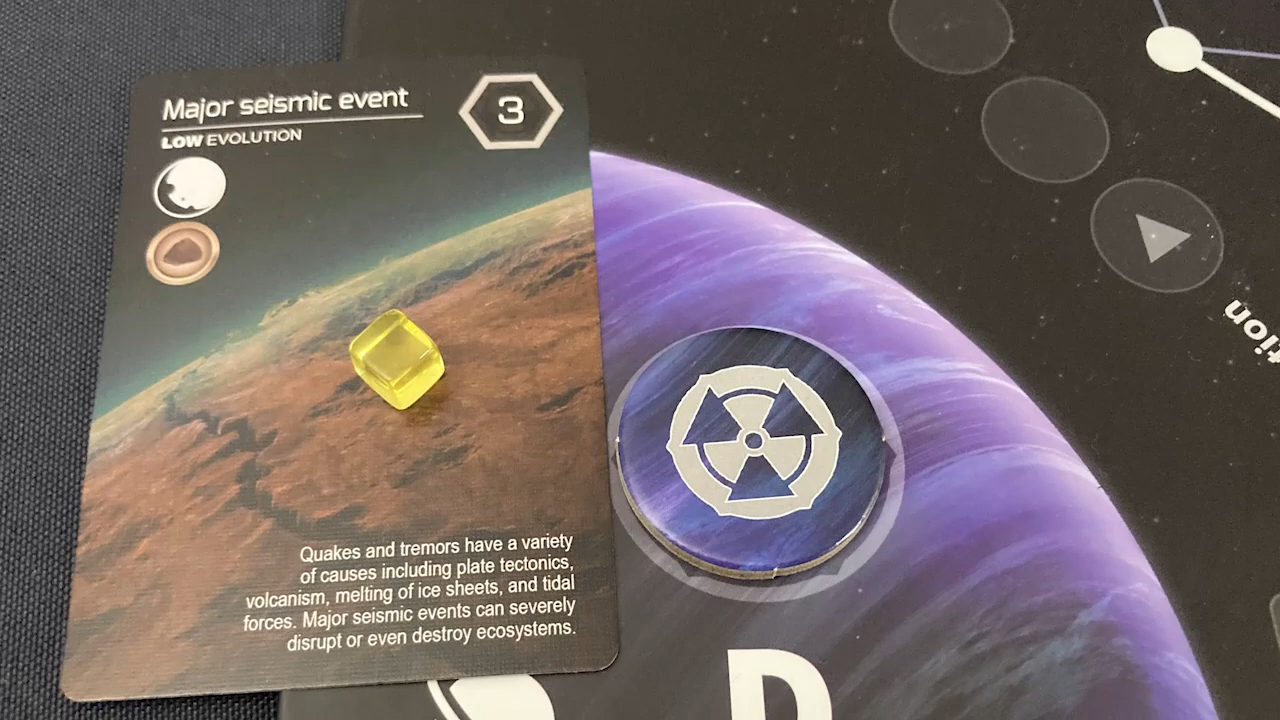 Major seismic event
3
LOW EVOLUTION
Quakes and tremors have a variety
of causes including plate tectonics,
volcanism, melting of ice sheets, and tidal
forces. Major seismic events can severely
disrupt or even destroy ecosystems.
tion